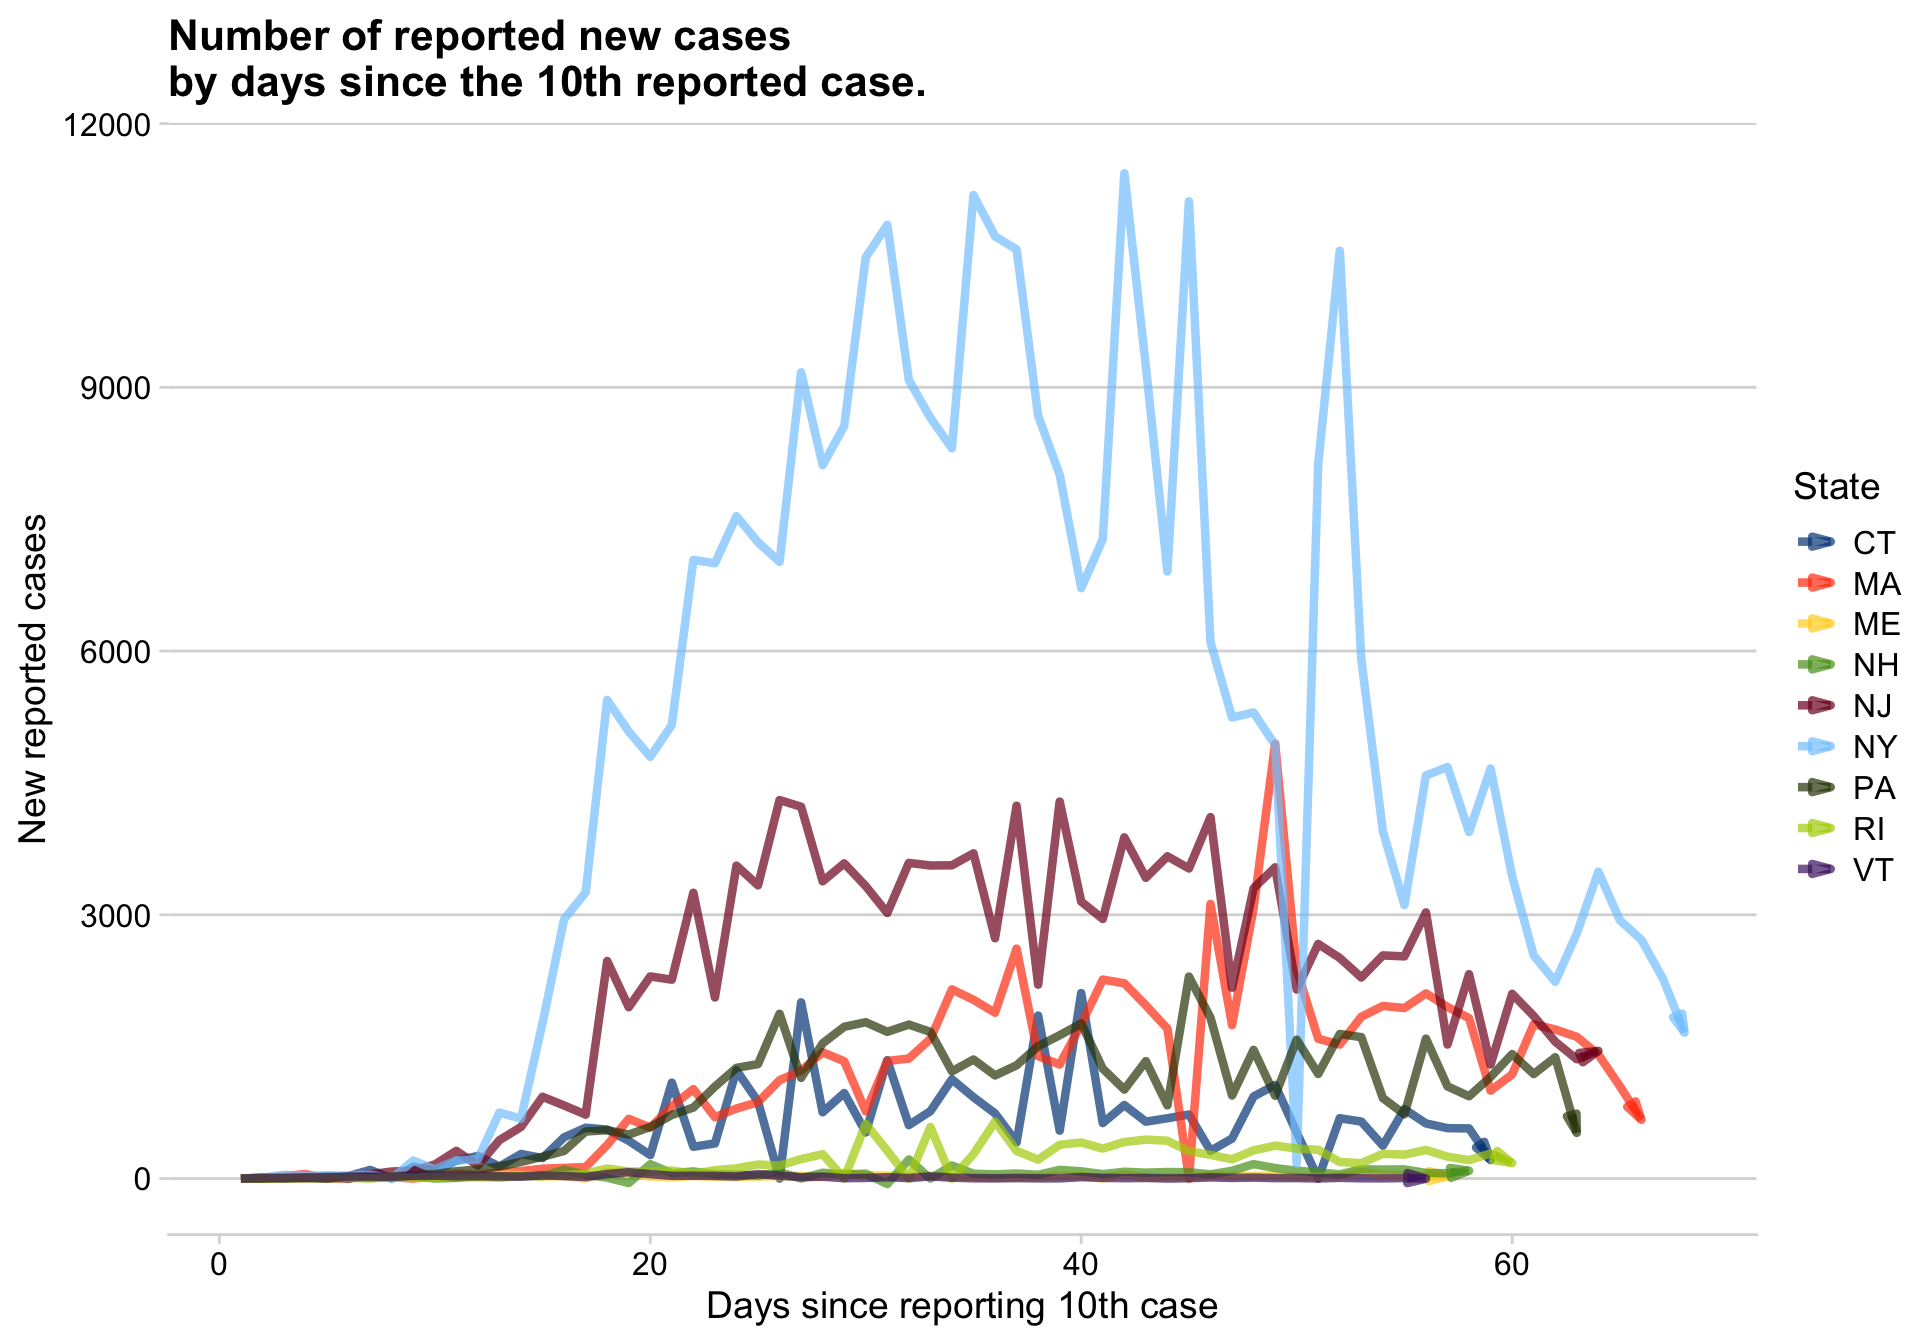 Number of reported new cases
by days since the 10th reported case.
12000
9000
6000
3000
0
New reported cases
0
20
40
60
Days since reporting 10th case
State
CT
MA
ME
NH
NJ
NY
PA
RI
VT